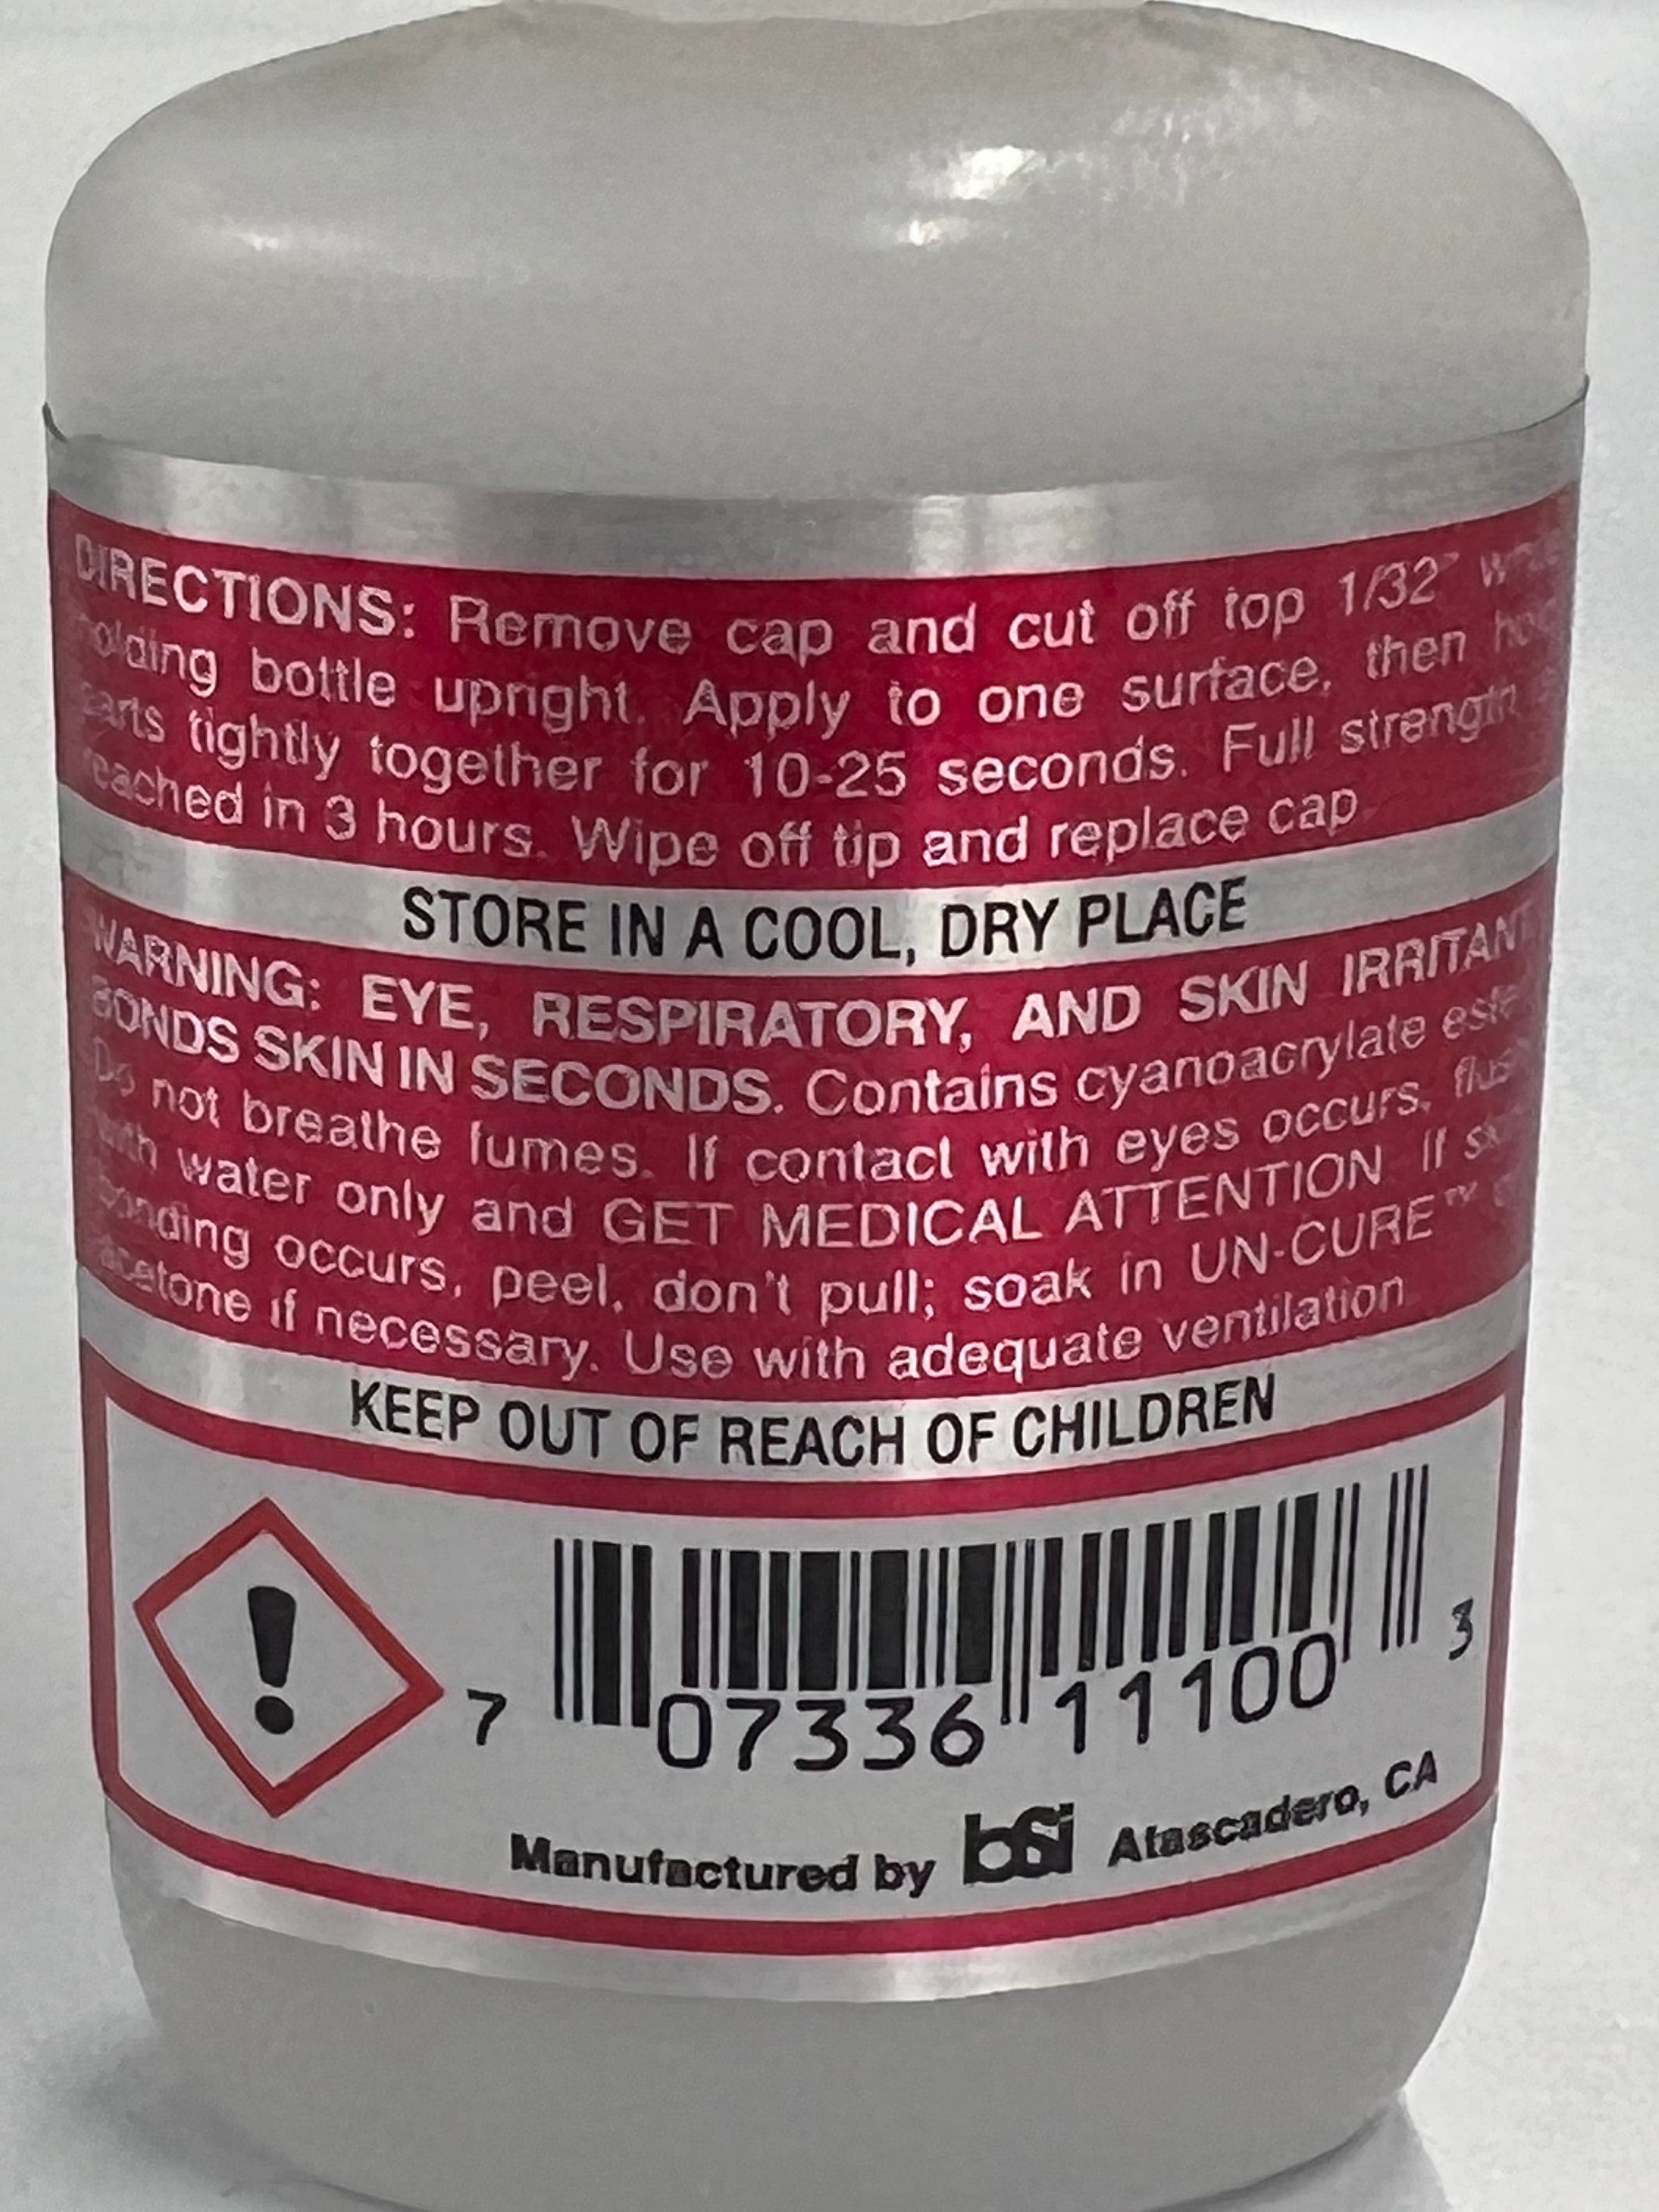 DIRECTIONS: Remove cap and cut off top 1/32"
holding bottle upright. Apply to one surface, then
parts tightly together for 10-25 seconds. Full strength
reached in 3 hours. Wipe off tip and replace cap
STORE IN A COOL, DRY PLACE
WARNING: EYE, RESPIRATORY, AND SKIN IRRITANT
BONDS SKIN IN SECONDS. Contains cyanoacrylate
Do not breathe fumes. If contact with eyes occurs, flush
with water only and GET MEDICAL ATTENTION. If
bonding occurs, peel, don't pull; soak in UN-CURE™
acetone if necessary. Use with adequate ventilation
KEEP OUT OF REACH OF CHILDREN
7 07336 11100 3
Manufactured by bSi Atascadero, CA